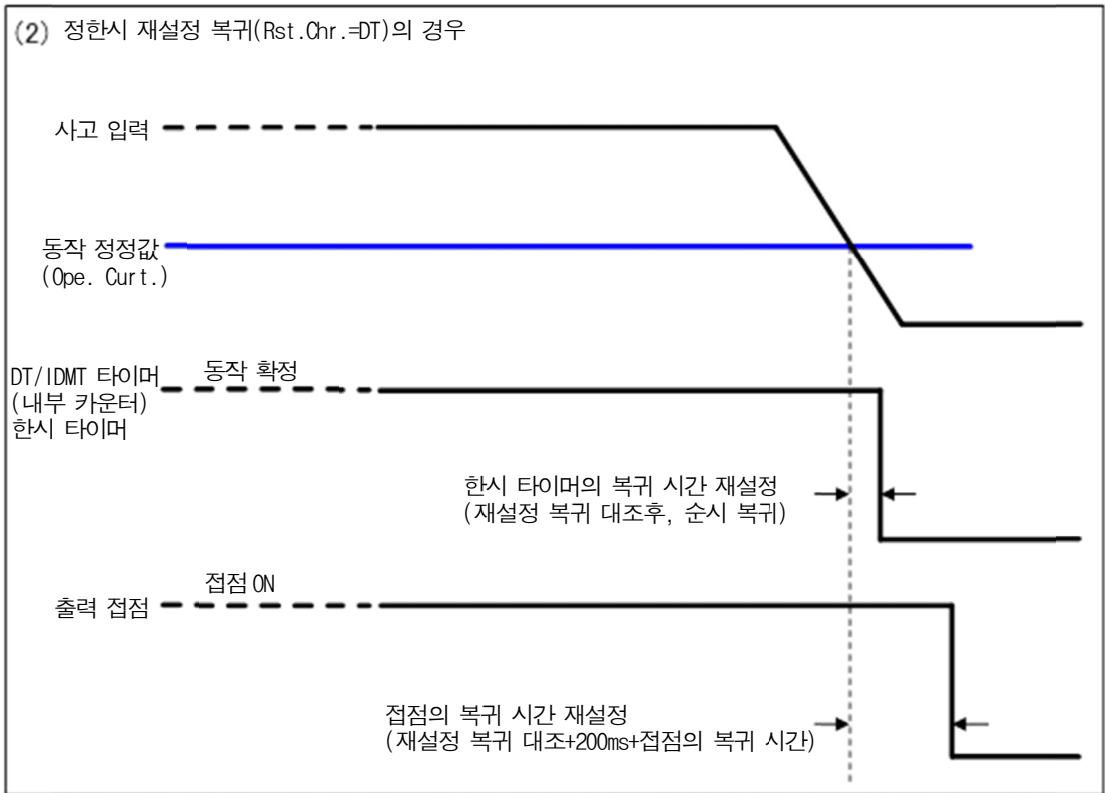 (2) 정한시 재설정 복귀(Rst.Chr.=DT)의 경우
사고 입력
동작 정정값
(Ope. Curt.)
DT/IDMT 타이머
(내부 카운터)
한시 타이머
동작 확정
한시 타이머의 복귀 시간 재설정
(재설정 복귀 대조후, 순시 복귀)
출력 접점
접점 ON
접점의 복귀 시간 재설정
(재설정 복귀 대조+200ms+접점의 복귀 시간)